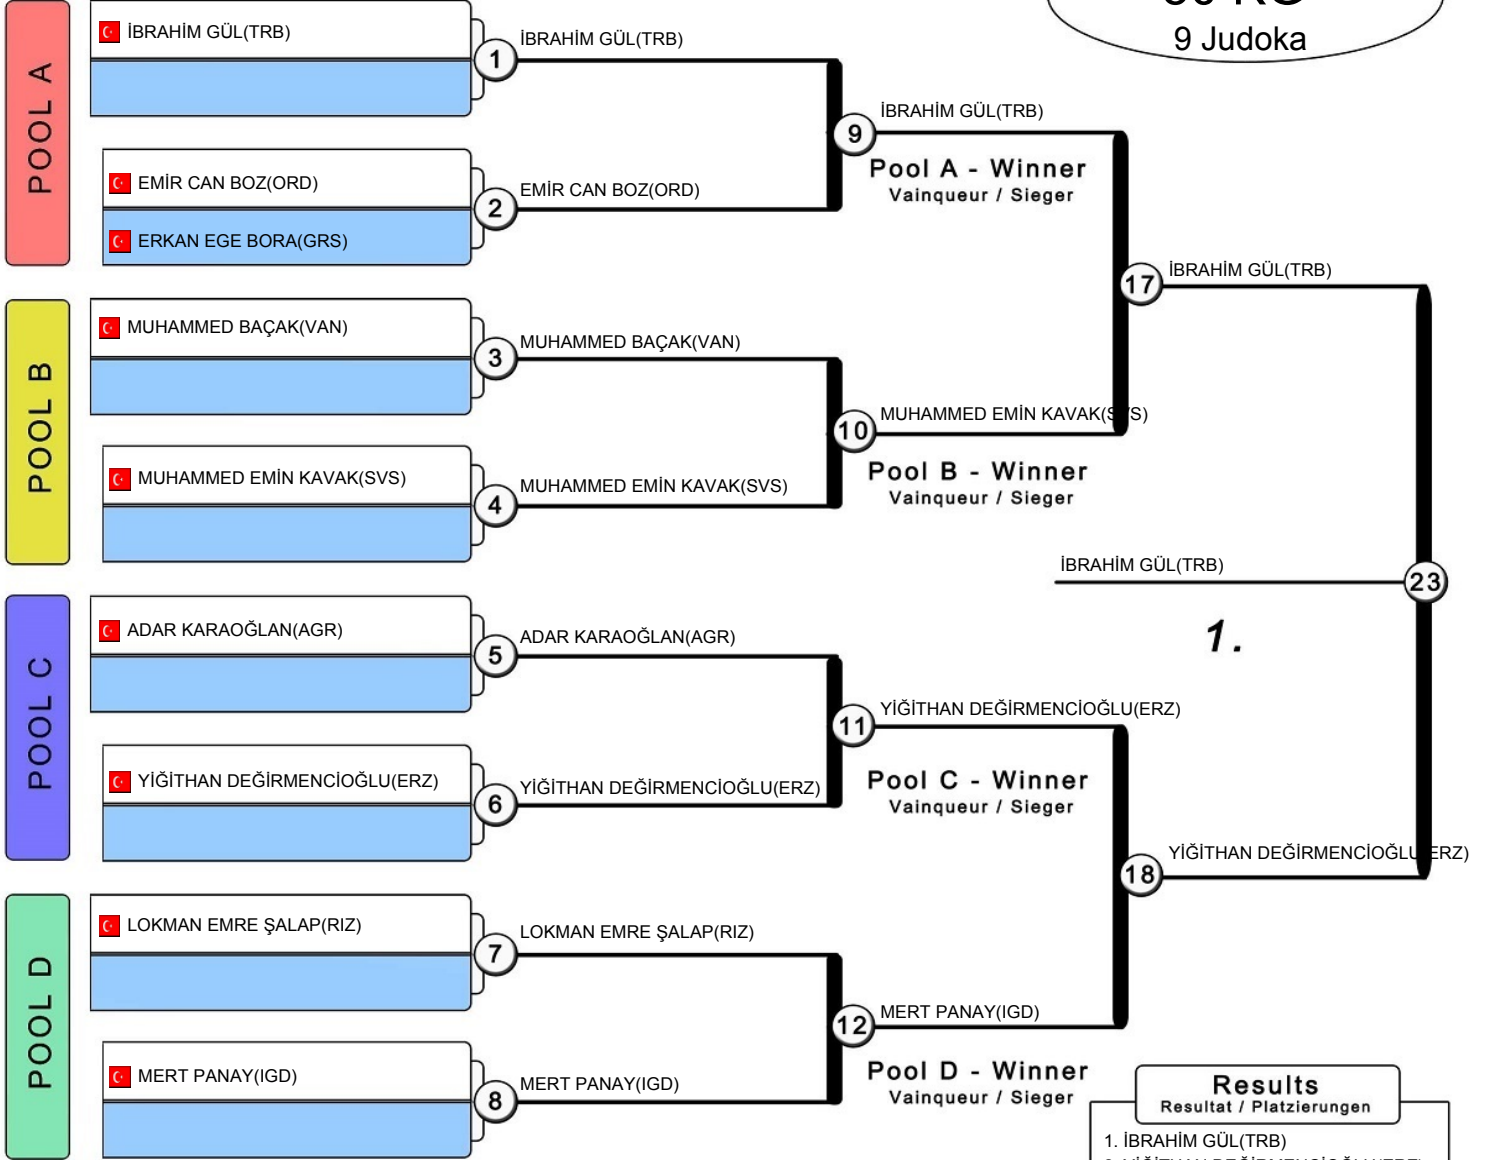 9 Judoka
POOL A
İBRAHİM GÜL(TRB)
1
İBRAHİM GÜL(TRB)
EMİR CAN BOZ(ORD)
ERKAN EGE BORA(GRS)
2
EMİR CAN BOZ(ORD)
9
İBRAHİM GÜL(TRB)
Pool A - Winner
Vainqueur / Sieger
POOL B
MUHAMMED BAÇAK(VAN)
3
MUHAMMED BAÇAK(VAN)
MUHAMMED EMİN KAVAK(SVS)
4
MUHAMMED EMİN KAVAK(SVS)
10
MUHAMMED EMİN KAVAK(SVS)
Pool B - Winner
Vainqueur / Sieger
17
İBRAHİM GÜL(TRB)
POOL C
ADAR KARAOĞLAN(AGR)
5
ADAR KARAOĞLAN(AGR)
YİĞİTHAN DEĞİRMENCİOĞLU(ERZ)
6
YİĞİTHAN DEĞİRMENCİOĞLU(ERZ)
11
YİĞİTHAN DEĞİRMENCİOĞLU(ERZ)
Pool C - Winner
Vainqueur / Sieger
POOL D
LOKMAN EMRE ŞALAP(RIZ)
7
LOKMAN EMRE ŞALAP(RIZ)
MERT PANAY(IGD)
8
MERT PANAY(IGD)
12
MERT PANAY(IGD)
Pool D - Winner
Vainqueur / Sieger
18
YİĞİTHAN DEĞİRMENCİOĞLU(ERZ)
İBRAHİM GÜL(TRB)
23
1.
Results
Resultat / Platzierungen
1. İBRAHİM GÜL(TRB)